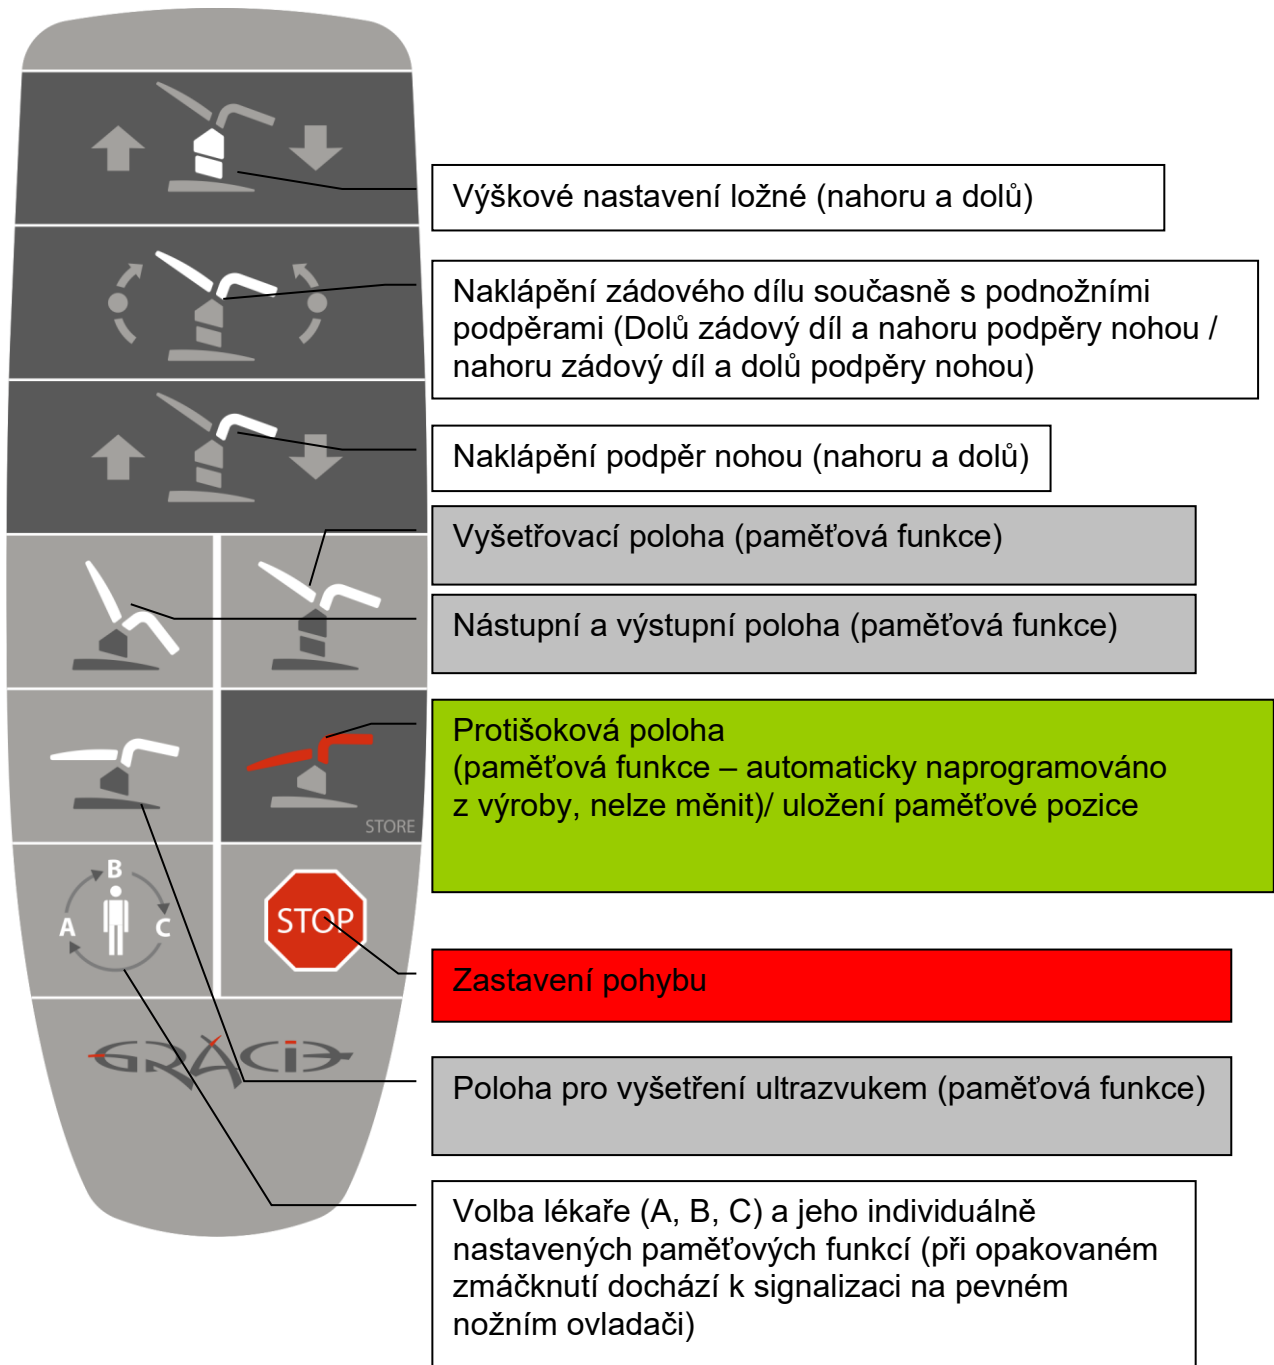 Výškové nastavení ložné (nahoru a dolů)
Naklápění zádového dílu současně s podnožními
podpěrami (Dolů zádový díl a nahoru podpěry nohou /
nahoru zádový díl a dolů podpěry nohou)
Naklápění podpěr nohou (nahoru a dolů)
Vyšetřovací poloha (paměťová funkce)
Nástupní a výstupní poloha (paměťová funkce)
Protišoková poloha
(paměťová funkce – automaticky naprogramováno
z výroby, nelze měnit)/ uložení paměťové pozice
STORE
B
A
C
STOP
Zastavení pohybu
GRACIE
Poloha pro vyšetření ultrazvukem (paměťová funkce)
Volba lékaře (A, B, C) a jeho individuálně
nastavených paměťových funkcí (při opakovaném
zmáčknutí dochází k signalizaci na pevném
nožním ovladači)